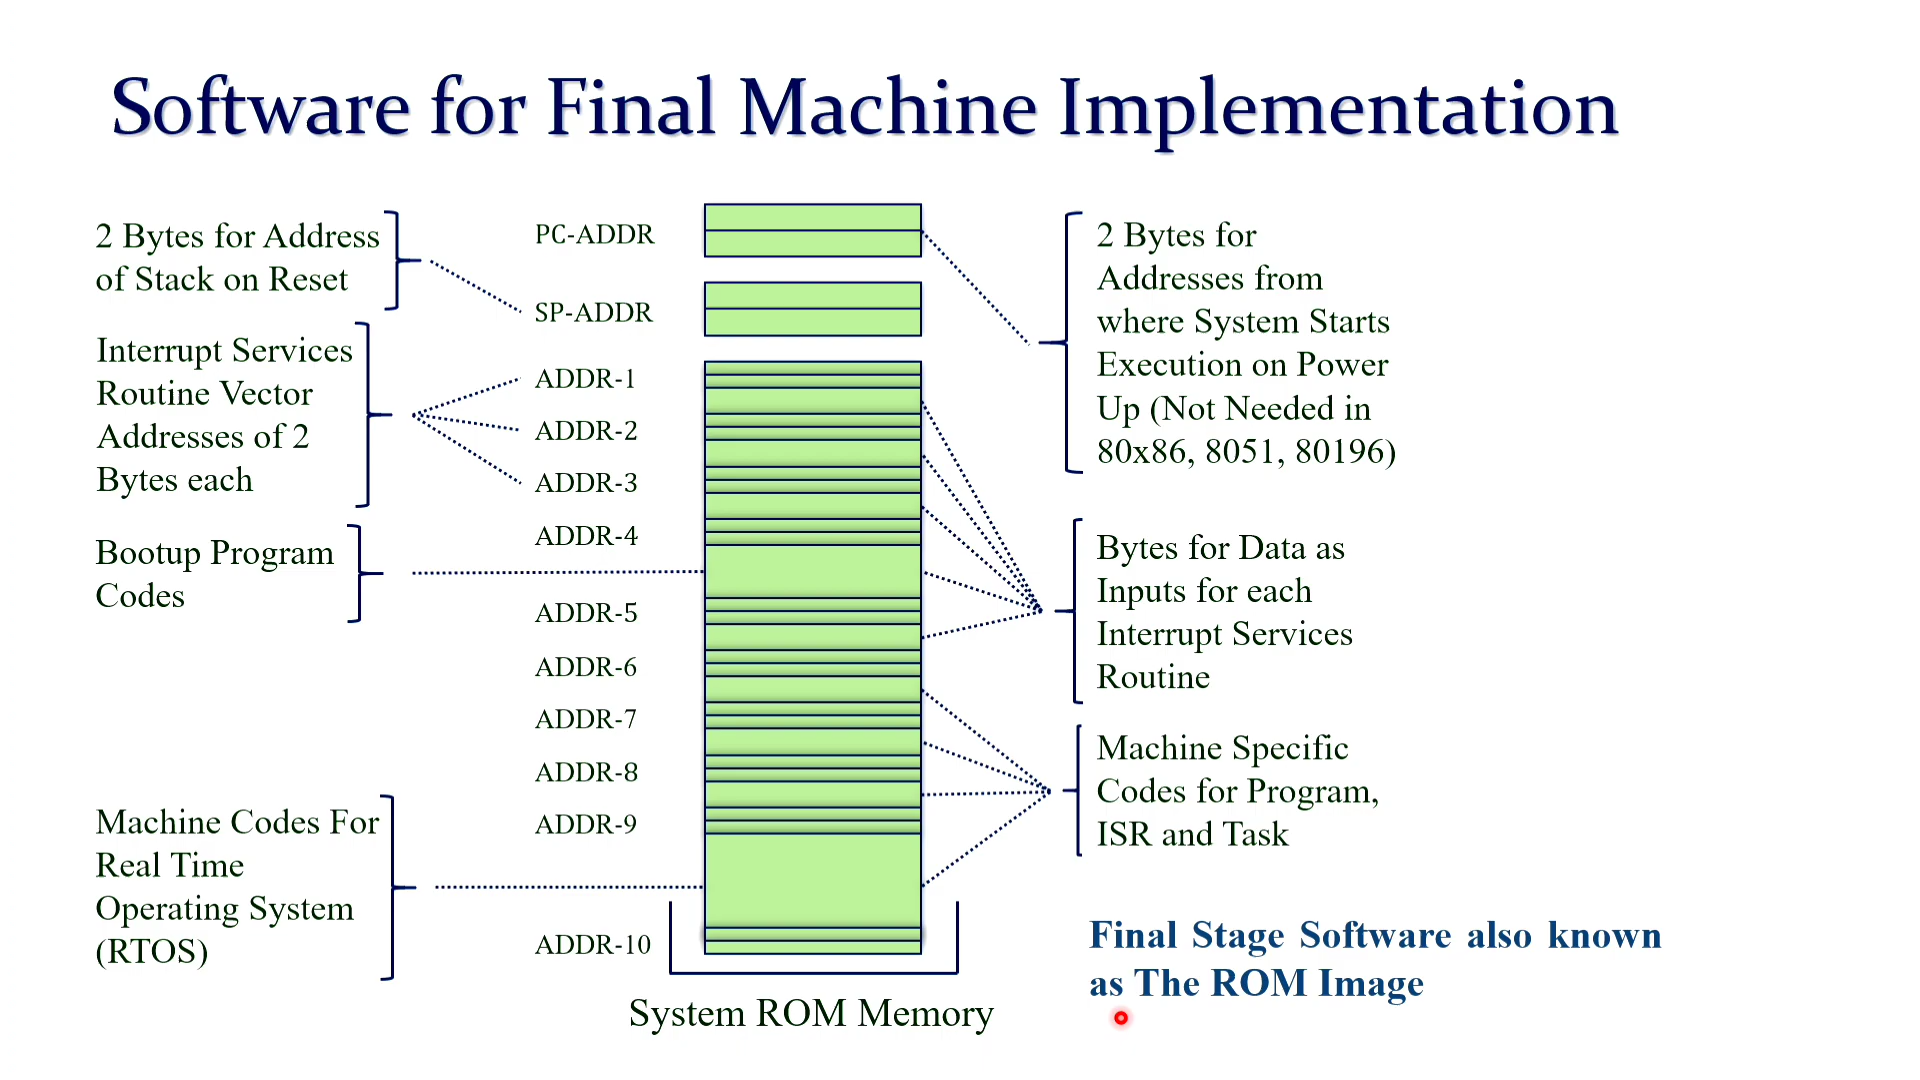 Software for Final Machine Implementation
2 Bytes for Address
of Stack on Reset
Interrupt Services
Routine Vector
Addresses of 2
Bytes each
Bootup Program
Codes
Machine Codes For
Real Time
Operating System
(RTOS)
PC-ADDR
SP-ADDR
ADDR-1
ADDR-2
ADDR-3
ADDR-4
ADDR-5
ADDR-6
ADDR-7
ADDR-8
ADDR-9
ADDR-10
System ROM Memory
2 Bytes for
Addresses from
where System Starts
Execution on Power
Up (Not Needed in
80x86, 8051, 80196)
Bytes for Data as
Inputs for each
Interrupt Services
Routine
Machine Specific
Codes for Program,
ISR and Task
Final Stage Software also known
as The ROM Image